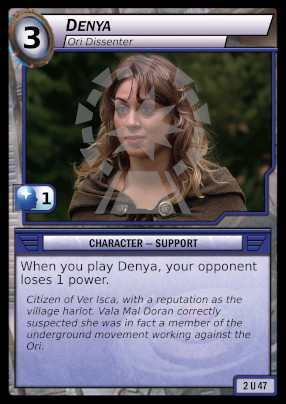 3
DENYA
Ori Dissenter
1
CHARACTER – SUPPORT
When you play Denya, your opponent
loses 1 power.
Citizen of Ver Isca, with a reputation as the
village harlot. Vala Mal Doran correctly
suspected she was in fact a member of the
underground movement working against the
Ori.
2 U 47